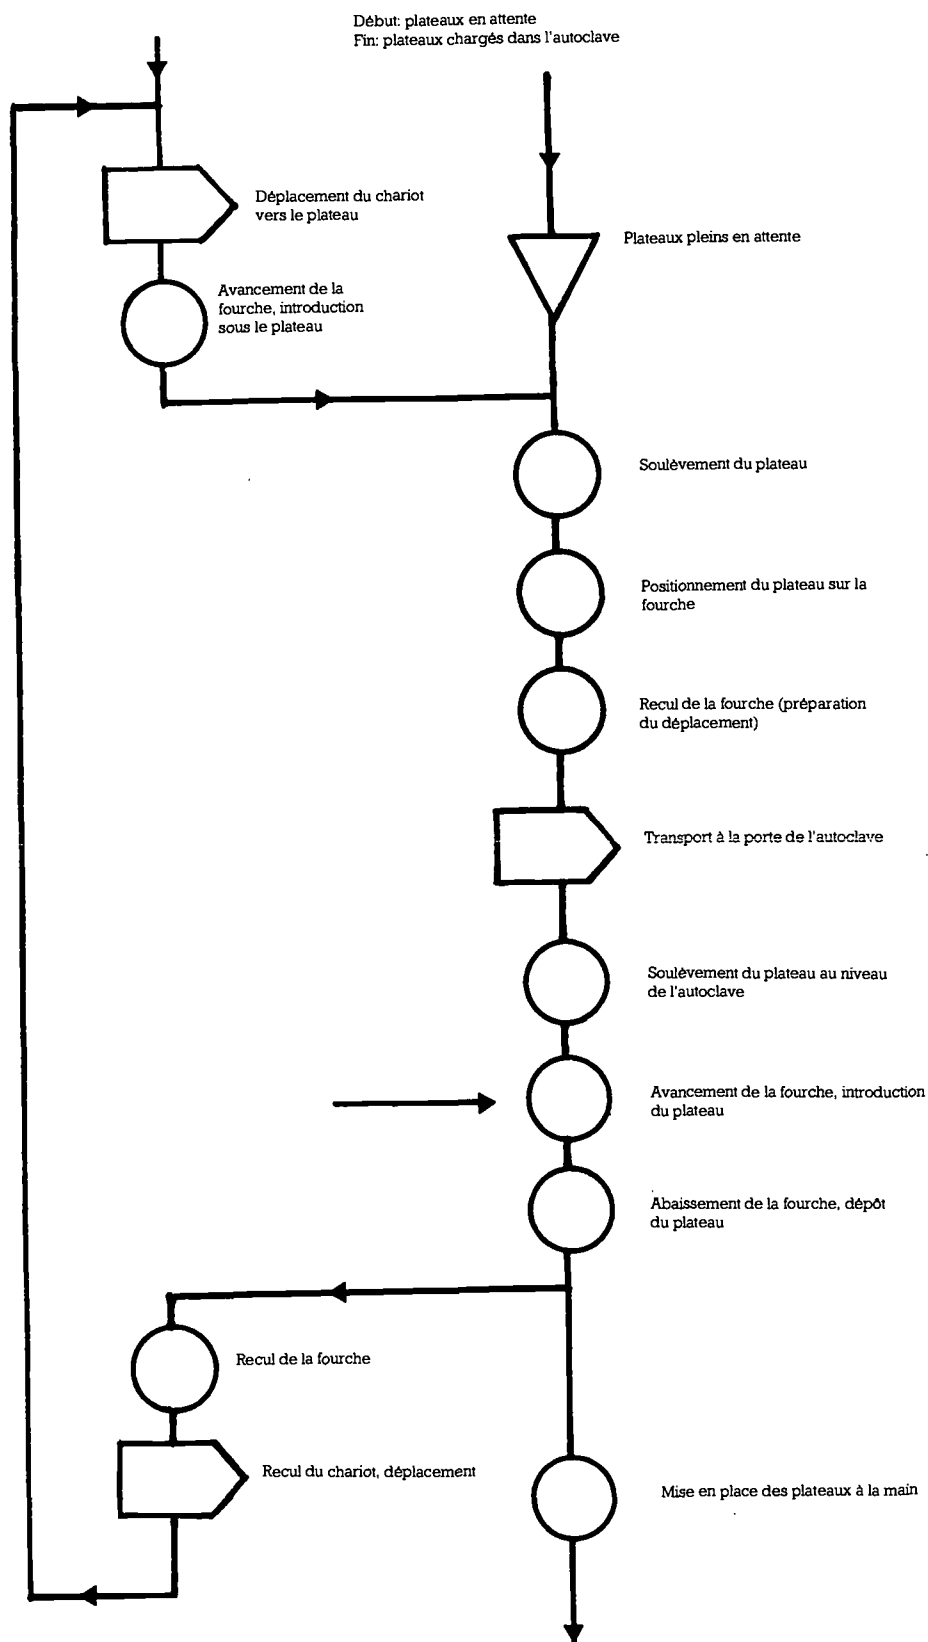 Début: plateaux en attente
Fin: plateaux chargés dans l'autoclave
Déplacement du chariot
vers le plateau
Plateaux pleins en attente
Avancement de la
fourche, introduction
sous le plateau
Soulèvement du plateau
Positionnement du plateau sur la
fourche
Recul de la fourche (préparation
du déplacement)
Transport à la porte de l'autoclave
Soulèvement du plateau au niveau
de l'autoclave
Avancement de la fourche, introduction
du plateau
Abaissement de la fourche, dépôt
du plateau
Recul de la fourche
Recul du chariot, déplacement
Mise en place des plateaux à la main